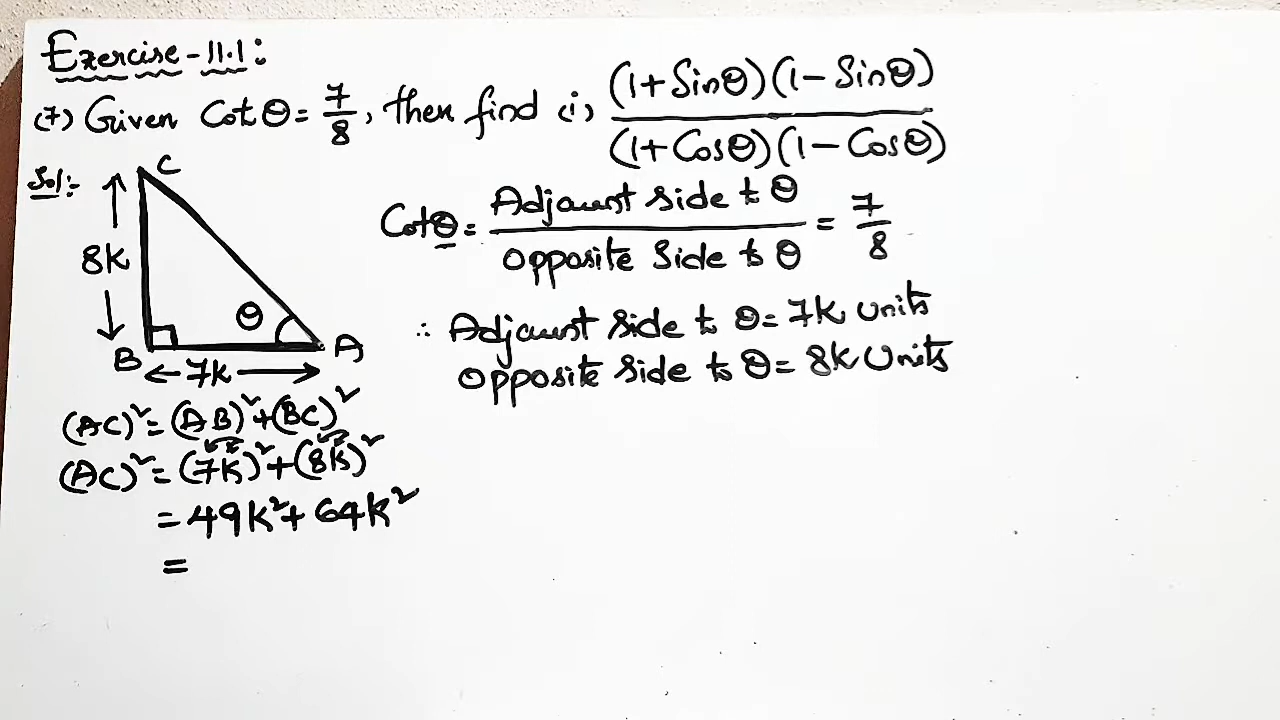 Exercise-11.1:
(7) Given Cot θ = 7/8, then find (i) (1+Sinθ)(1-Sinθ) / (1+Cosθ)(1-Cosθ)
Sol:-
C
8K
θ
B
A
7K
Cotθ = Adjacent Side to θ / Opposite Side to θ = 7/8
∴ Adjacent Side to θ = 7K Units
Opposite Side to θ = 8K Units
(AC)² = (AB)² + (BC)²
(AC)² = (7K)² + (8K)²
= 49K² + 64K²
=